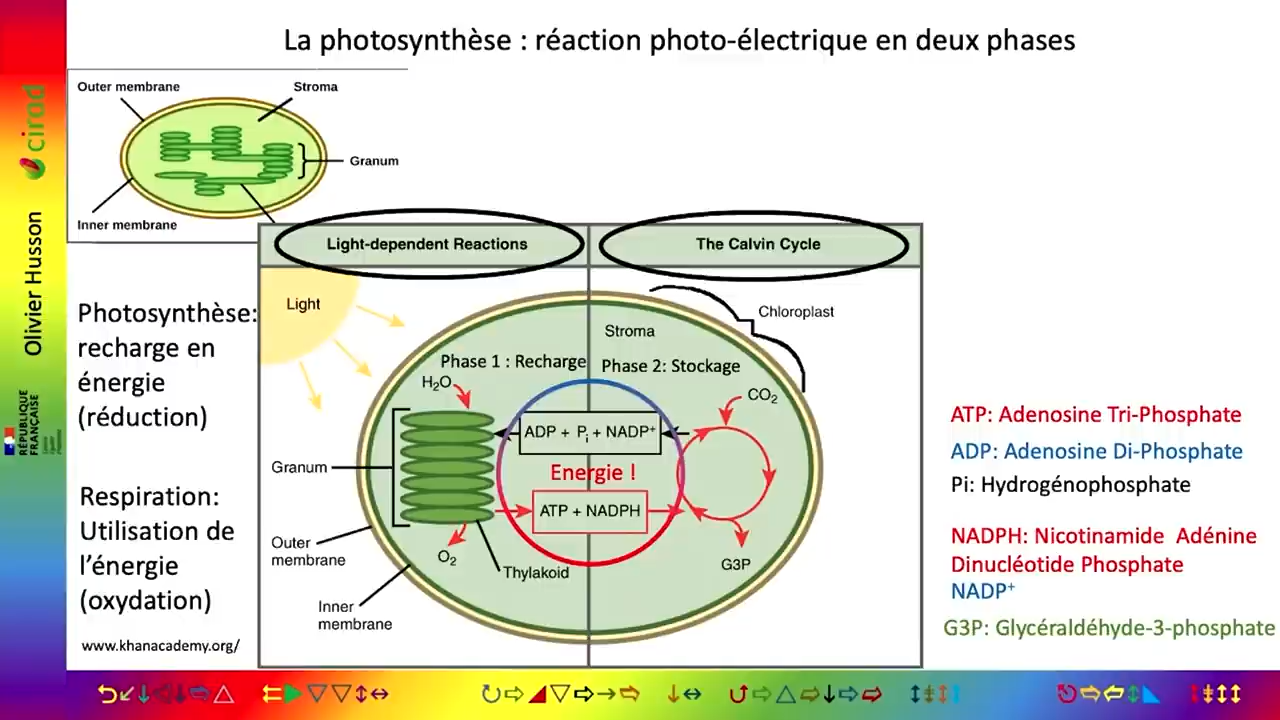 La photosynthèse : réaction photo-électrique en deux phases
cirad
Olivier Husson
RÉPUBLIQUE
FRANÇAISE
Outer membrane
Stroma
Granum
Inner membrane
Light-dependent Reactions
The Calvin Cycle
Light
Chloroplast
Stroma
Phase 1 : Recharge
Phase 2: Stockage
H₂O
CO₂
ADP + Pᵢ + NADP⁺
Granum
Energie !
ATP + NADPH
O₂
Outer
membrane
Thylakoid
G3P
Inner
membrane
Photosynthèse:
recharge en
énergie
(réduction)
Respiration:
Utilisation de
l’énergie
(oxydation)
www.khanacademy.org/
ATP: Adenosine Tri-Phosphate
ADP: Adenosine Di-Phosphate
Pi: Hydrogénophosphate
NADPH: Nicotinamide Adénine
Dinucléotide Phosphate
NADP⁺
G3P: Glycéraldéhyde-3-phosphate